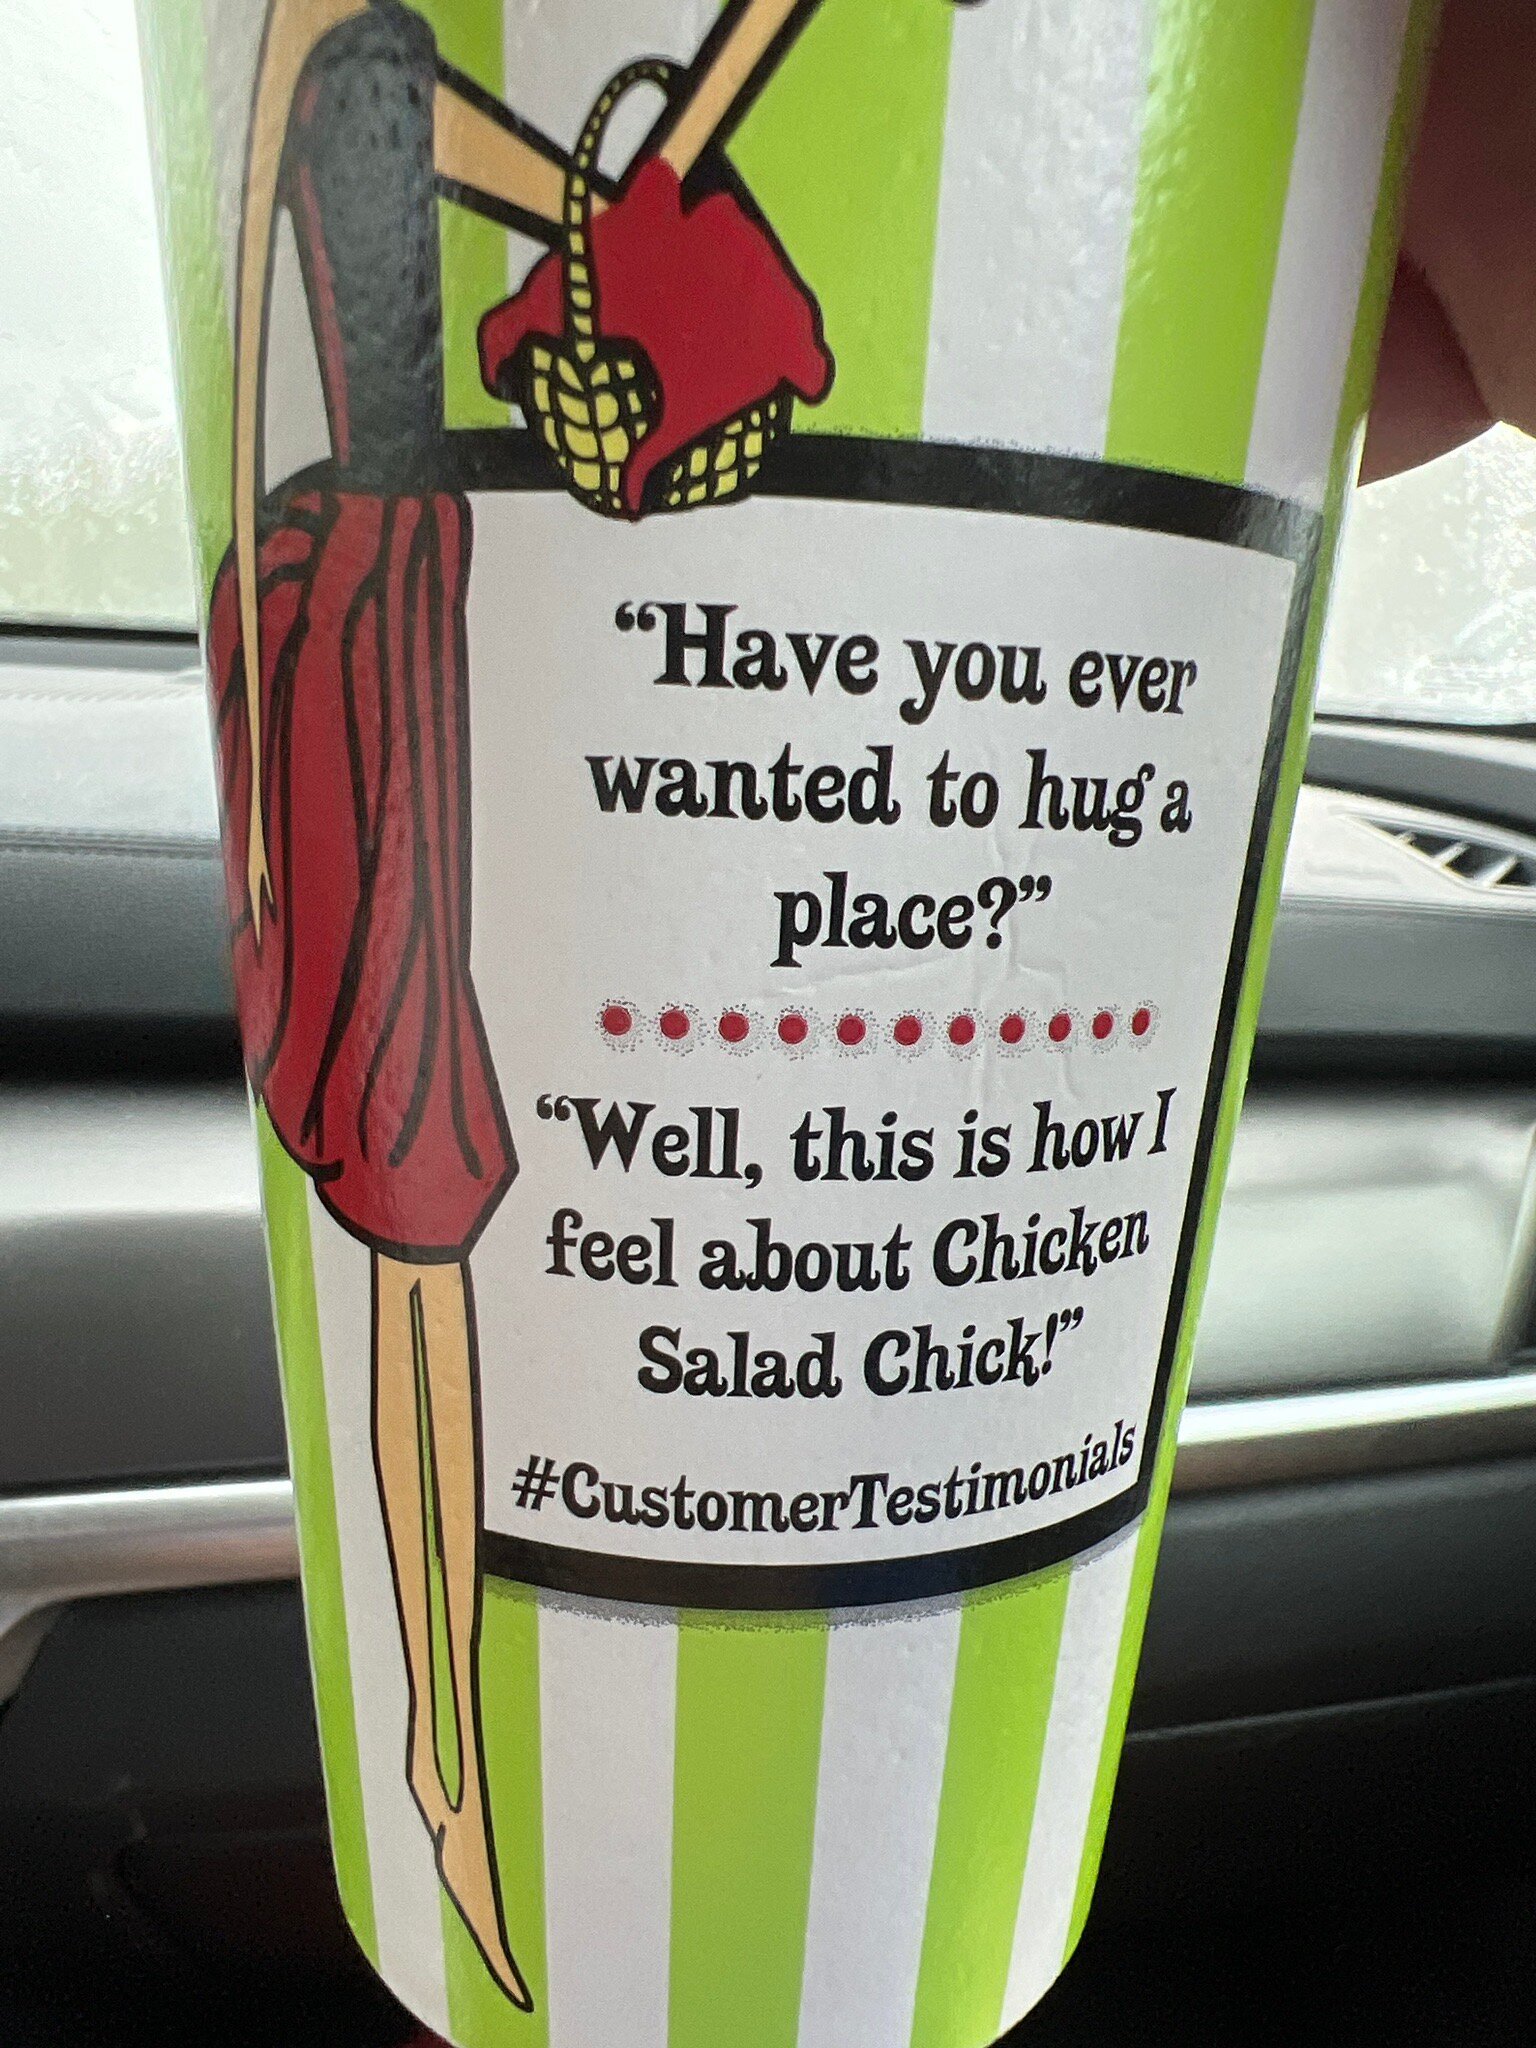 “Have you ever
wanted to hug a
place?”
“Well, this is how I
feel about Chicken
Salad Chick!”
#CustomerTestimonials